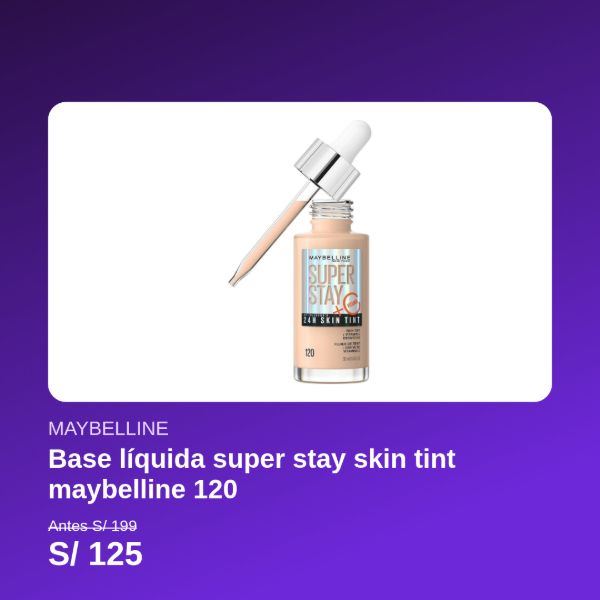 MAYBELLINE
SUPER
STAY
24H SKIN TINT
120
MAYBELLINE
Base líquida super stay skin tint
maybelline 120
Antes S/ 199
S/ 125